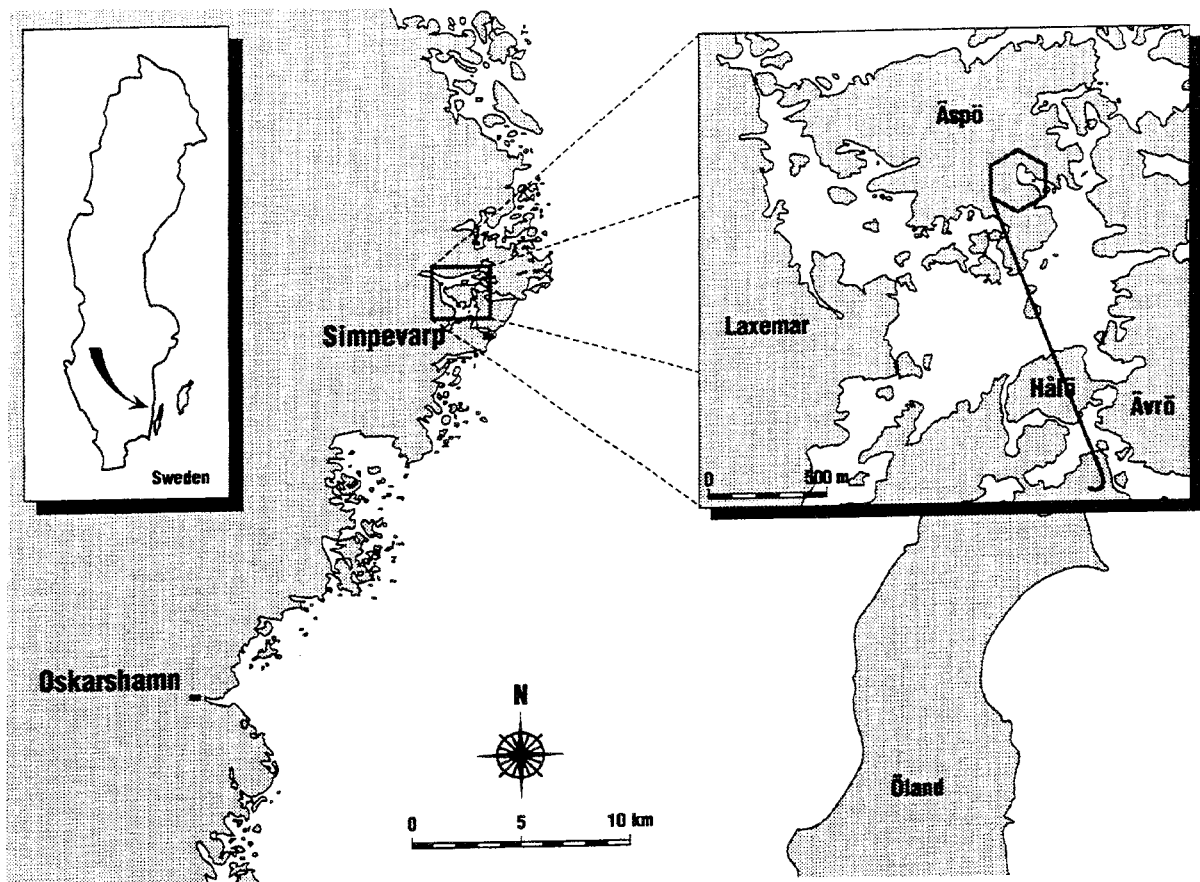 Sweden
Simpevarp
Oskarshamn
N
0 5 10 km
Äspö
Laxemar
Hålö
Ävrö
0 500 m
Öland